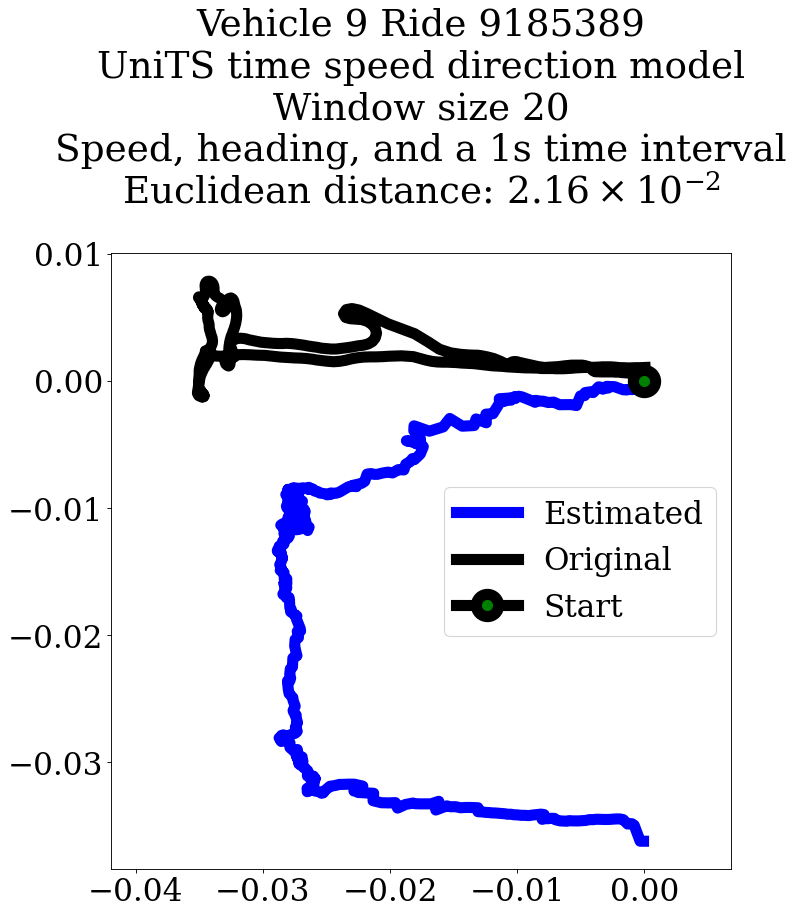 Vehicle 9 Ride 9185389
UniTS time speed direction model
Window size 20
Speed, heading, and a 1s time interval
Euclidean distance: 2.16 × 10⁻²
0.01
0.00
−0.01
−0.02
−0.03
Estimated
Original
Start
−0.04 −0.03 −0.02 −0.01 0.00